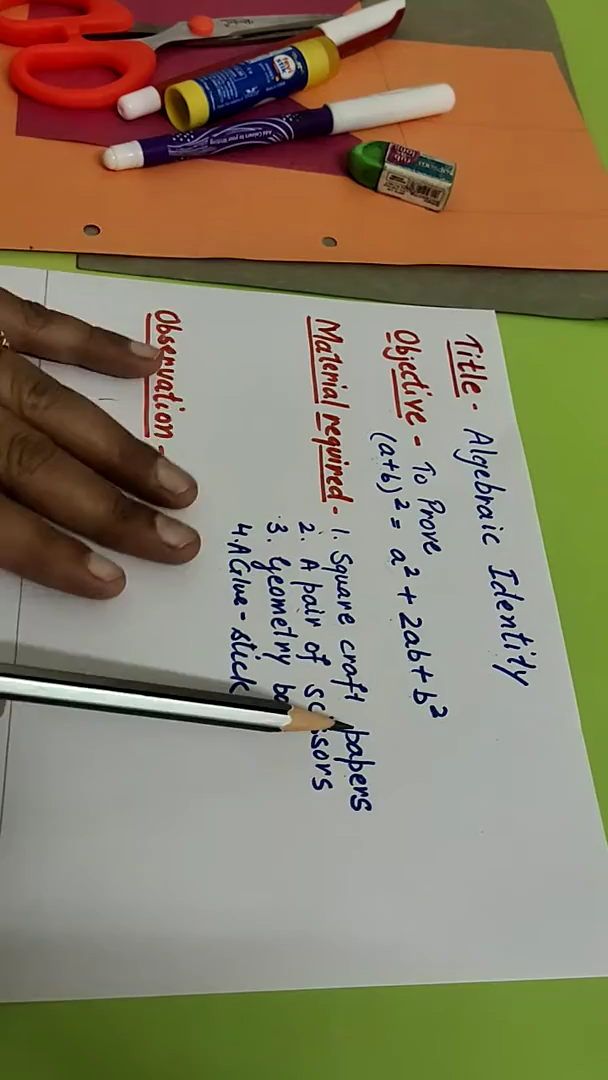 Title - Algebraic Identity
Objective - To Prove
(a+b)² = a² + 2ab + b²
Material required - 1. Square craft papers
2. A pair of scissors
3. Geometry bo
4. A Glue-stick
Observation -